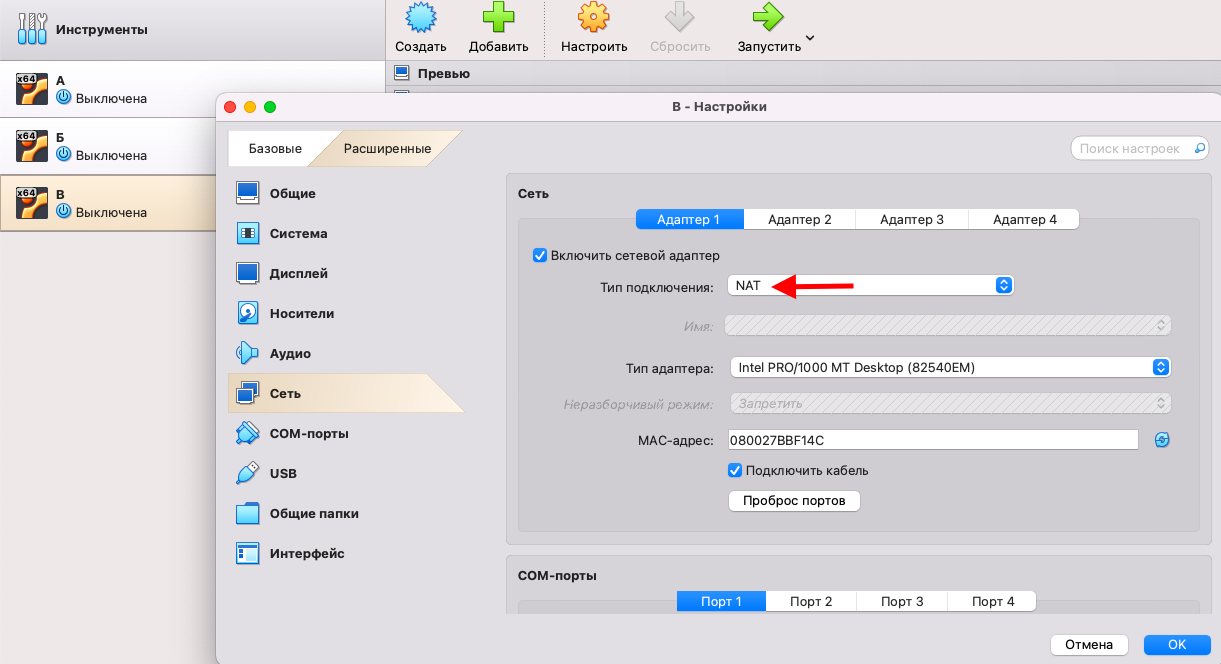 Инструменты
Создать Добавить Настроить Сбросить Запустить
x64 А
Выключена
x64 Б
Выключена
x64 В
Выключена
Превью
В - Настройки
Базовые Расширенные
Поиск настроек
Общие
Система
Дисплей
Носители
Аудио
Сеть
COM-порты
USB
Общие папки
Интерфейс
Сеть
Адаптер 1 Адаптер 2 Адаптер 3 Адаптер 4
Включить сетевой адаптер
Тип подключения: NAT
Имя:
Тип адаптера: Intel PRO/1000 MT Desktop (82540EM)
Неразборчивый режим: Запретить
MAC-адрес: 080027BBF14C
Подключить кабель
Проброс портов
COM-порты
Порт 1 Порт 2 Порт 3 Порт 4
Отмена OK